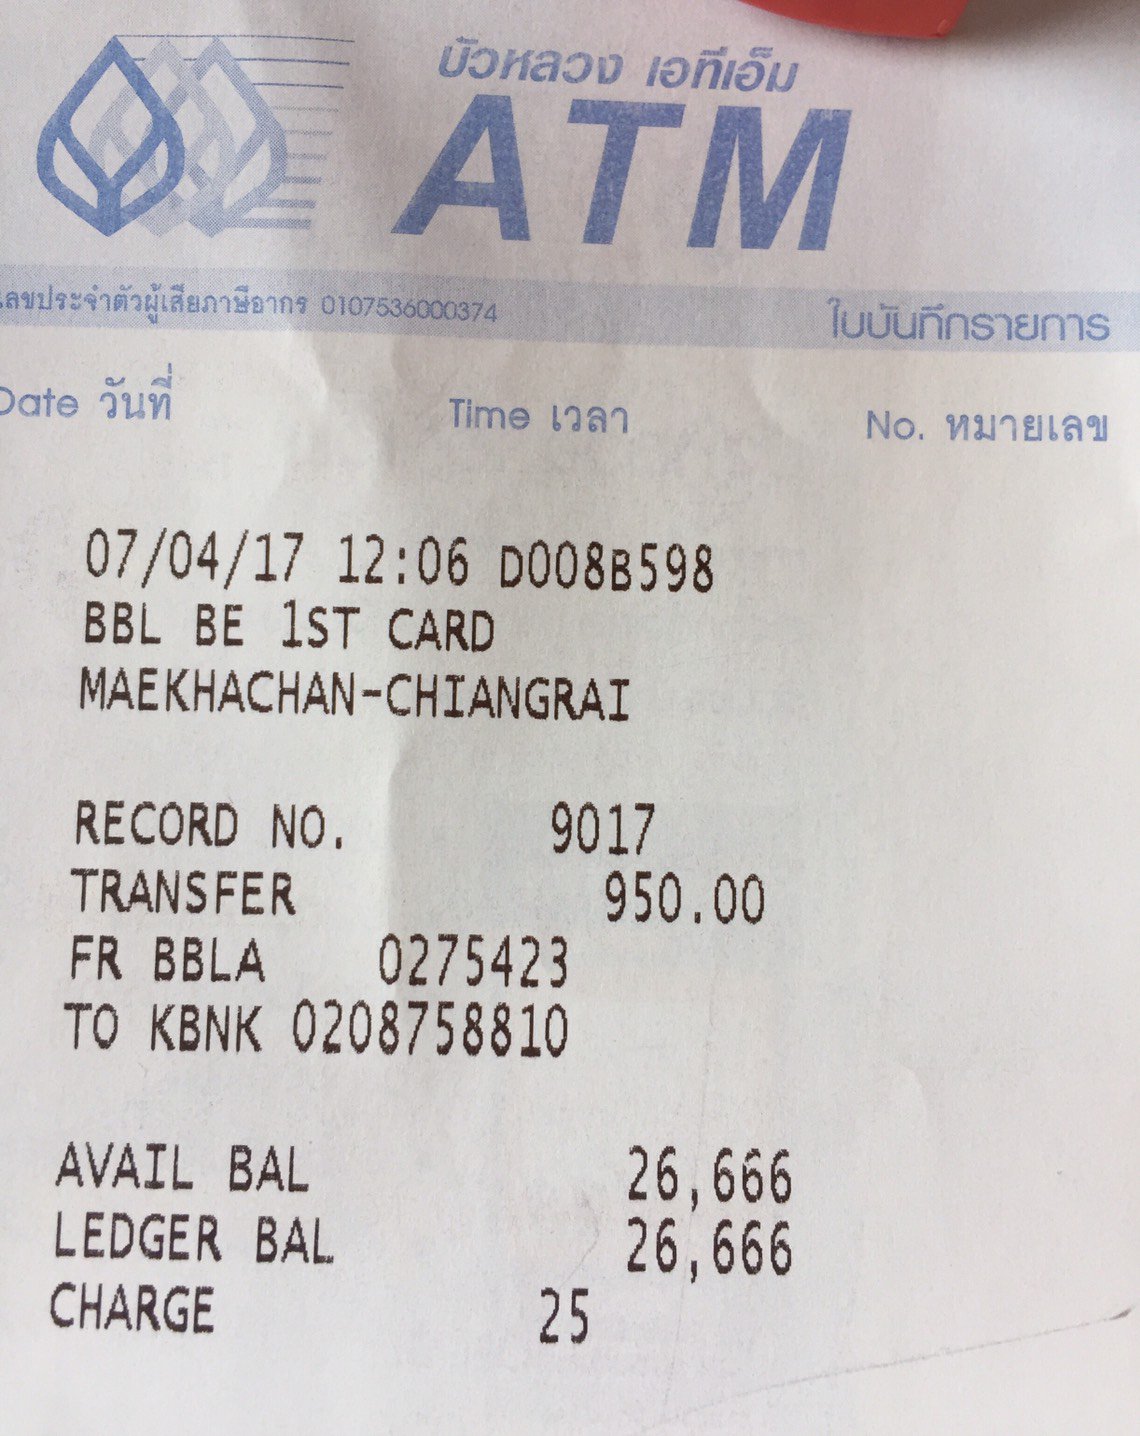 บัวหลวง เอทีเอ็ม
ATM
เลขประจำตัวผู้เสียภาษีอากร 0107536000374
ใบบันทึกรายการ
Date วันที่ Time เวลา No. หมายเลข
07/04/17 12:06 D008B598
BBL BE 1ST CARD
MAEKHACHAN-CHIANGRAI
RECORD NO. 9017
TRANSFER 950.00
FR BBLA 0275423
TO KBNK 0208758810
AVAIL BAL 26,666
LEDGER BAL 26,666
CHARGE 25